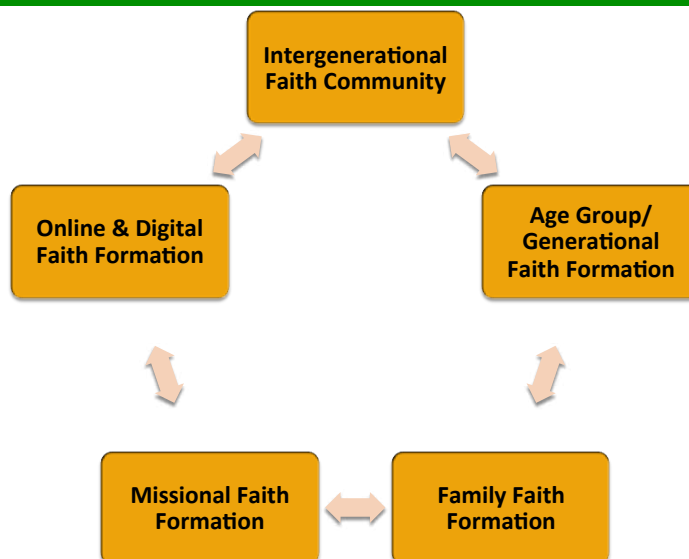 Intergenerational
Faith Community
Online & Digital
Faith Formation
Age Group/
Generational
Faith Formation
Missional Faith
Formation
Family Faith
Formation